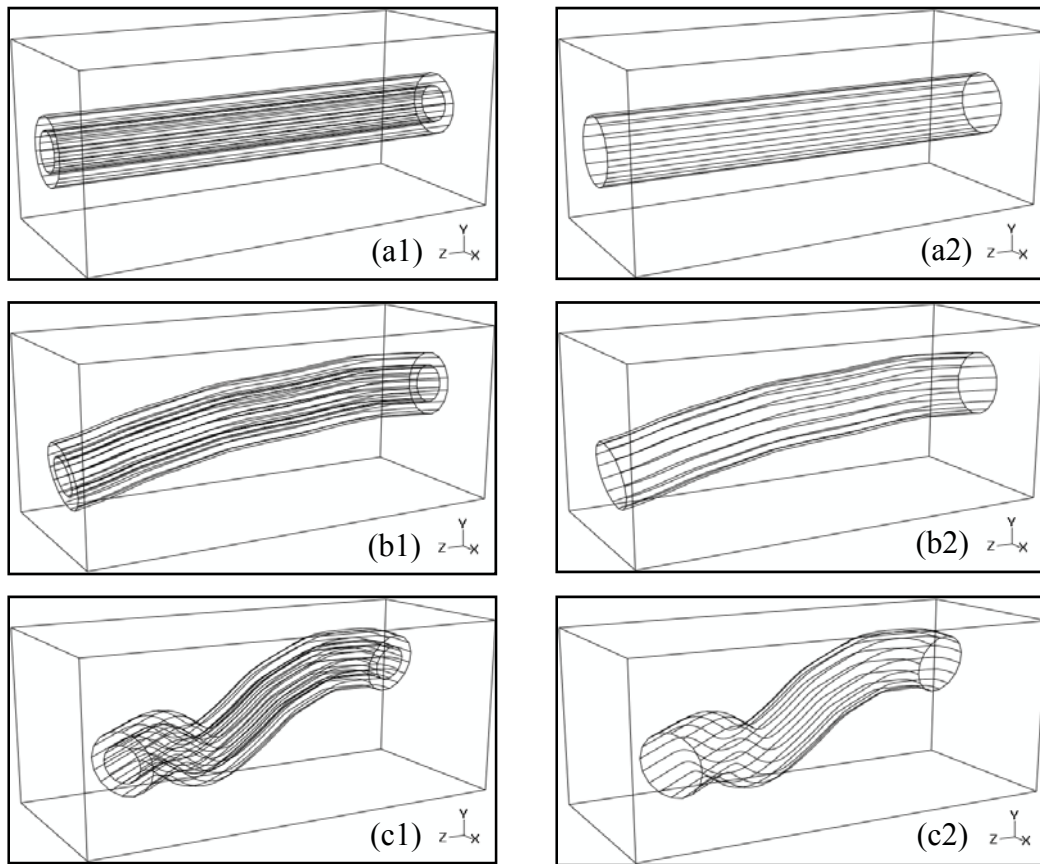 (a1) Y Z X
(a2) Y Z X
(b1) Y Z X
(b2) Y Z X
(c1) Y Z X
(c2) Y Z X